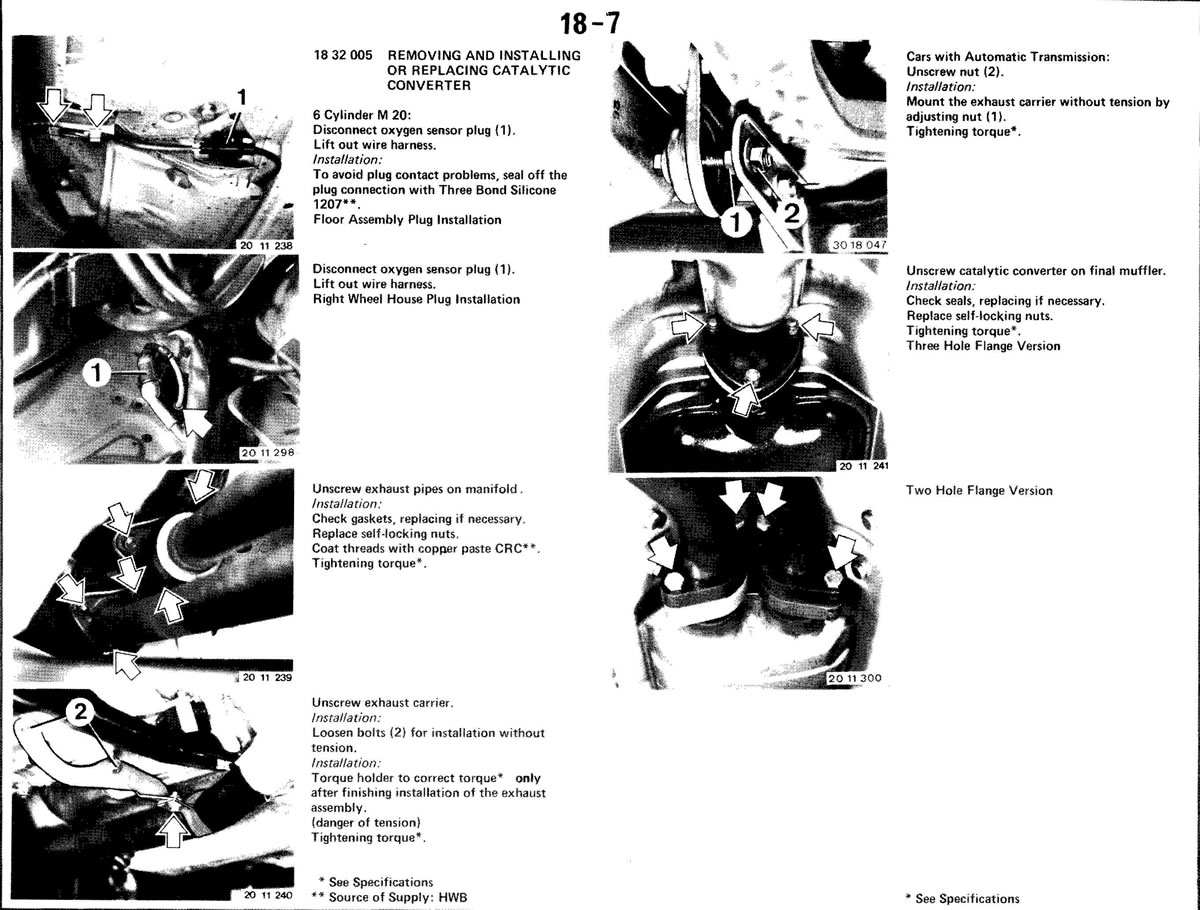 18-7
18 32 005 REMOVING AND INSTALLING
OR REPLACING CATALYTIC
CONVERTER
1
20 11 238
6 Cylinder M 20:
Disconnect oxygen sensor plug (1).
Lift out wire harness.
Installation:
To avoid plug contact problems, seal off the
plug connection with Three Bond Silicone
1207**.
Floor Assembly Plug Installation
1
20 11 298
Disconnect oxygen sensor plug (1).
Lift out wire harness.
Right Wheel House Plug Installation
20 11 239
Unscrew exhaust pipes on manifold.
Installation:
Check gaskets, replacing if necessary.
Replace self-locking nuts.
Coat threads with copper paste CRC**.
Tightening torque*.
2
20 11 240
Unscrew exhaust carrier.
Installation:
Loosen bolts (2) for installation without
tension.
Installation:
Torque holder to correct torque* only
after finishing installation of the exhaust
assembly.
(danger of tension)
Tightening torque*.
* See Specifications
** Source of Supply: HWB
1
2
30 18 047
Cars with Automatic Transmission:
Unscrew nut (2).
Installation:
Mount the exhaust carrier without tension by
adjusting nut (1).
Tightening torque*.
20 11 241
Unscrew catalytic converter on final muffler.
Installation:
Check seals, replacing if necessary.
Replace self-locking nuts.
Tightening torque*.
Three Hole Flange Version
20 11 300
Two Hole Flange Version
* See Specifications